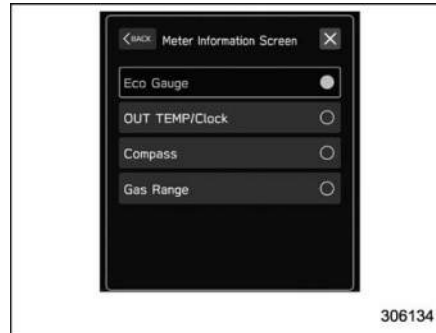 BACK Meter Information Screen
Eco Gauge
OUT TEMP/Clock
Compass
Gas Range
306134